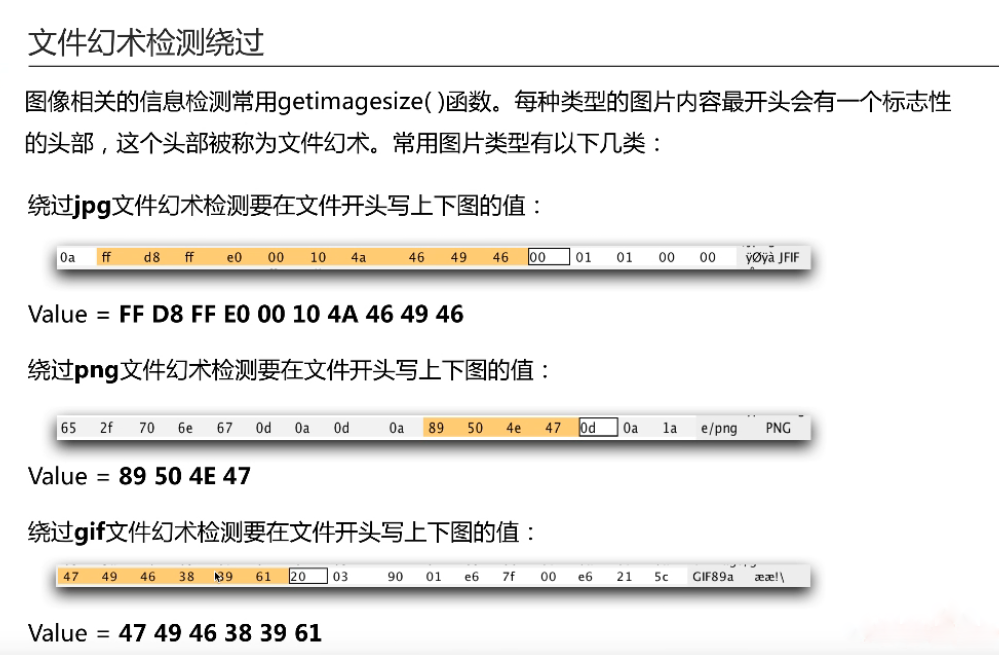 文件幻术检测绕过
图像相关的信息检测常用getimagesize( )函数。每种类型的图片内容最开头会有一个标志性
的头部，这个头部被称为文件幻术。常用图片类型有以下几类：
绕过jpg文件幻术检测要在文件开头写上下图的值：
0a ff d8 ff e0 00 10 4a 46 49 46 00 01 01 00 00 ÿØÿà JFIF
Value = FF D8 FF E0 00 10 4A 46 49 46
绕过png文件幻术检测要在文件开头写上下图的值：
65 2f 70 6e 67 0d 0a 0d 0a 89 50 4e 47 0d 0a 1a e/png PNG
Value = 89 50 4E 47
绕过gif文件幻术检测要在文件开头写上下图的值：
47 49 46 38 39 61 20 03 90 01 e6 7f 00 e6 21 5c GIF89a ææ!\
Value = 47 49 46 38 39 61